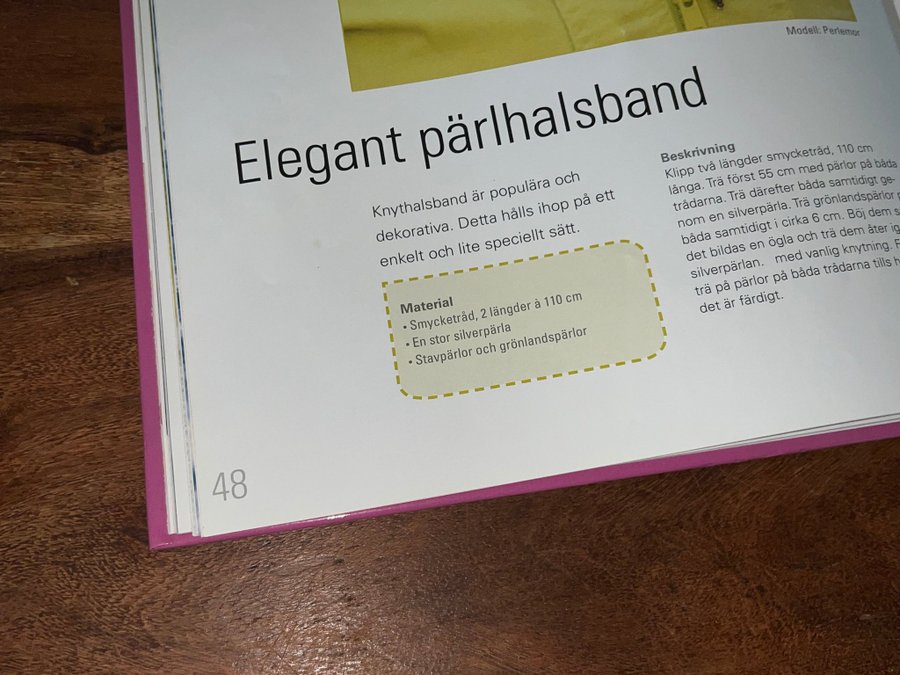 Modell: Perlemor
Elegant pärlhalsband
Knythalsband är populära och
dekorativa. Detta hålls ihop på ett
enkelt och lite speciellt sätt.
Material
• Smycketråd, 2 längder à 110 cm
• En stor silverpärla
• Stavpärlor och grönlandspärlor
Beskrivning
Klipp två längder smycketråd, 110 cm
långa. Trä först 55 cm med pärlor på båda
trådarna. Trä därefter båda samtidigt ge-
nom en silverpärla. Trä grönlandspärlor
båda samtidigt i cirka 6 cm. Böj dem
det bildas en ögla och trä dem åter
silverpärlan. med vanlig knytning.
trä på pärlor på båda trådarna tills
det är färdigt.
48